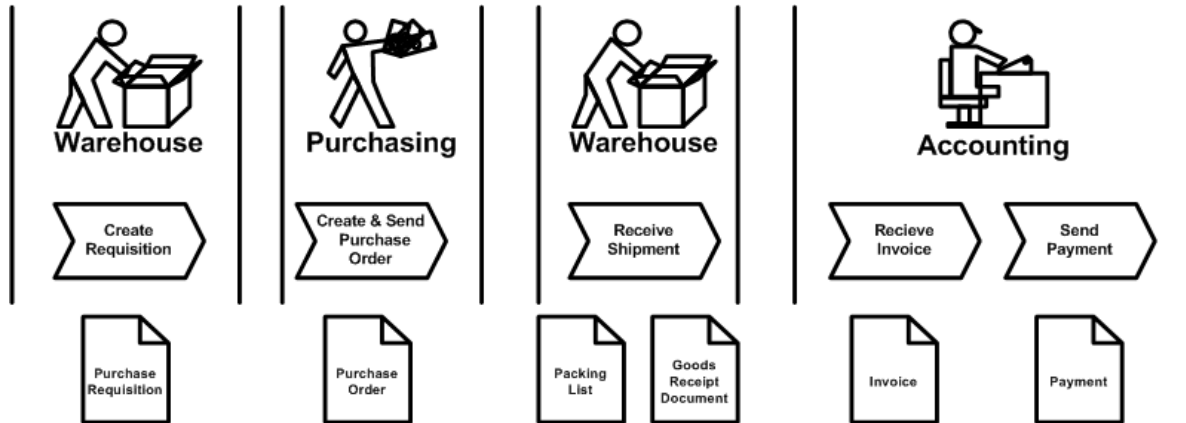 Warehouse
Purchasing
Warehouse
Accounting
Create
Requisition
Create & Send
Purchase
Order
Receive
Shipment
Recieve
Invoice
Send
Payment
Purchase
Requisition
Purchase
Order
Packing
List
Goods
Receipt
Document
Invoice
Payment